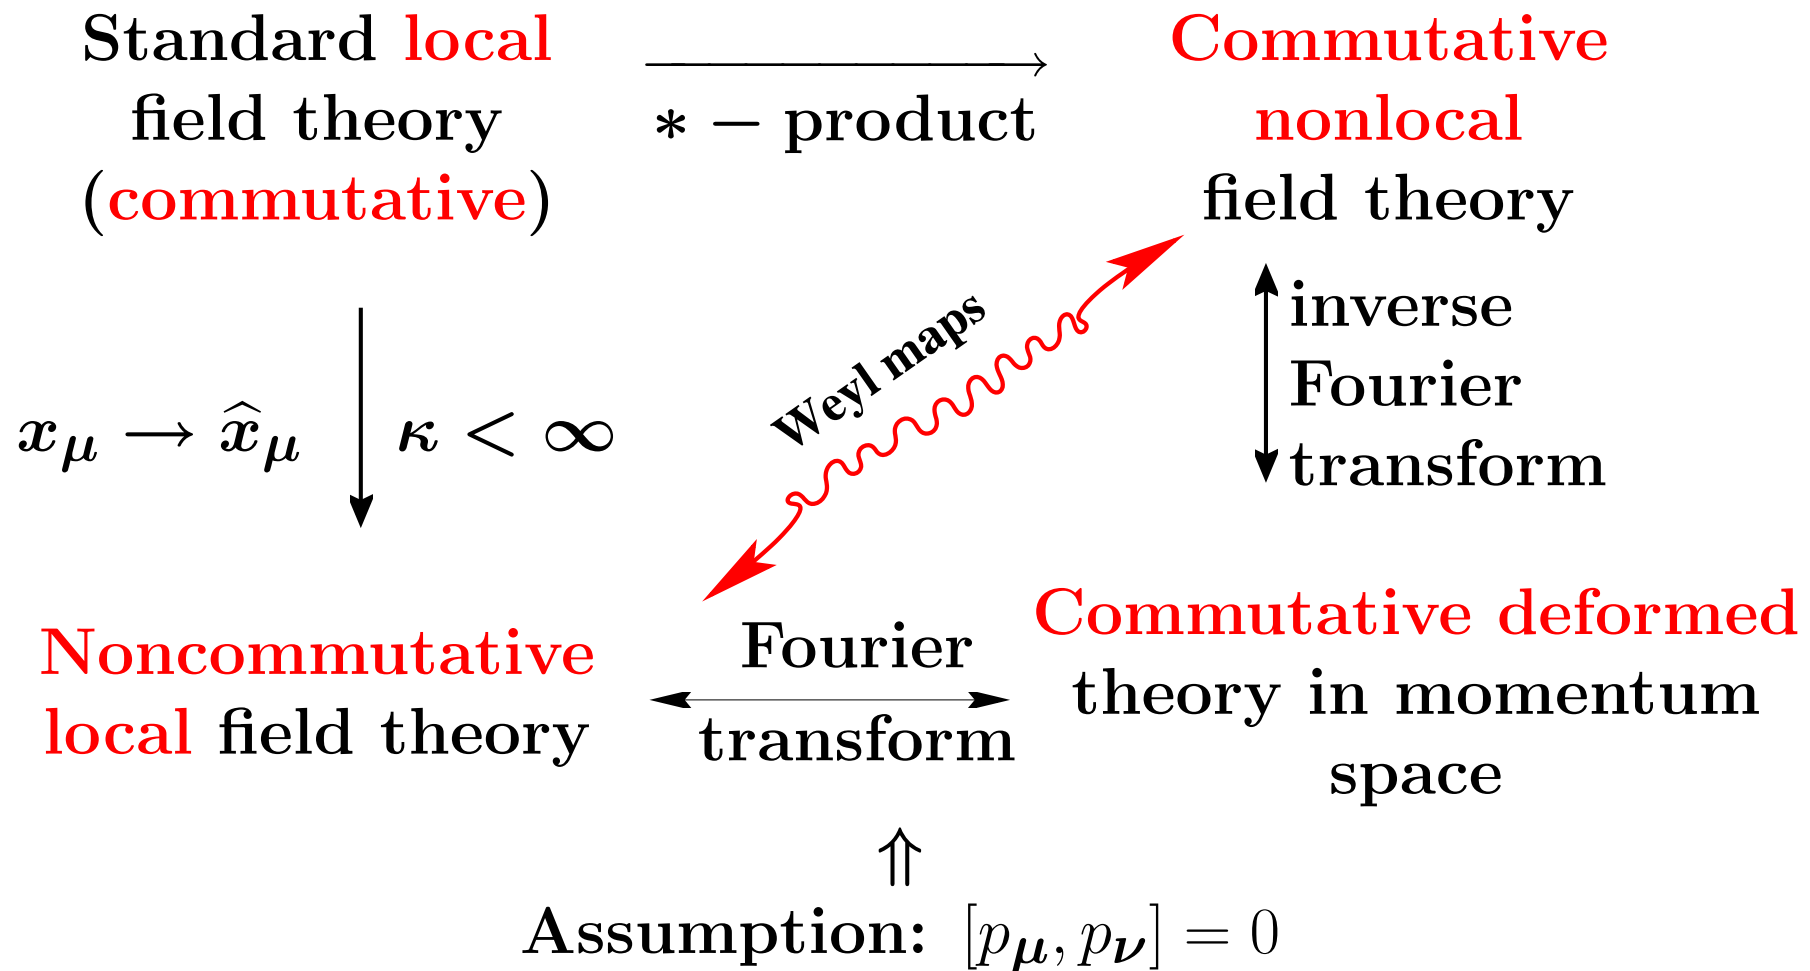 Standard local
field theory
(commutative)
∗ − product
Commutative
nonlocal
field theory
x_μ → x̂_μ
κ < ∞
Weyl maps
inverse
Fourier
transform
Noncommutative
local field theory
Fourier
transform
Commutative deformed
theory in momentum
space
⇑
Assumption: [p_μ, p_ν] = 0